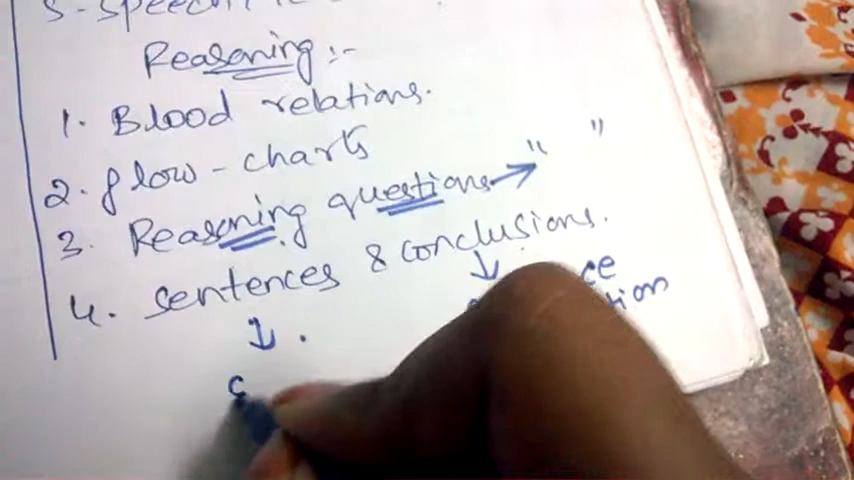 Reasoning :-
1. Blood relations.
2. flow - charts
3. Reasoning questions → " "
4. sentences & conclusions.